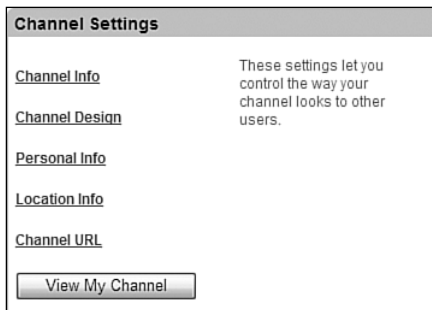 Channel Settings
Channel Info
Channel Design
Personal Info
Location Info
Channel URL
View My Channel
These settings let you
control the way your
channel looks to other
users.